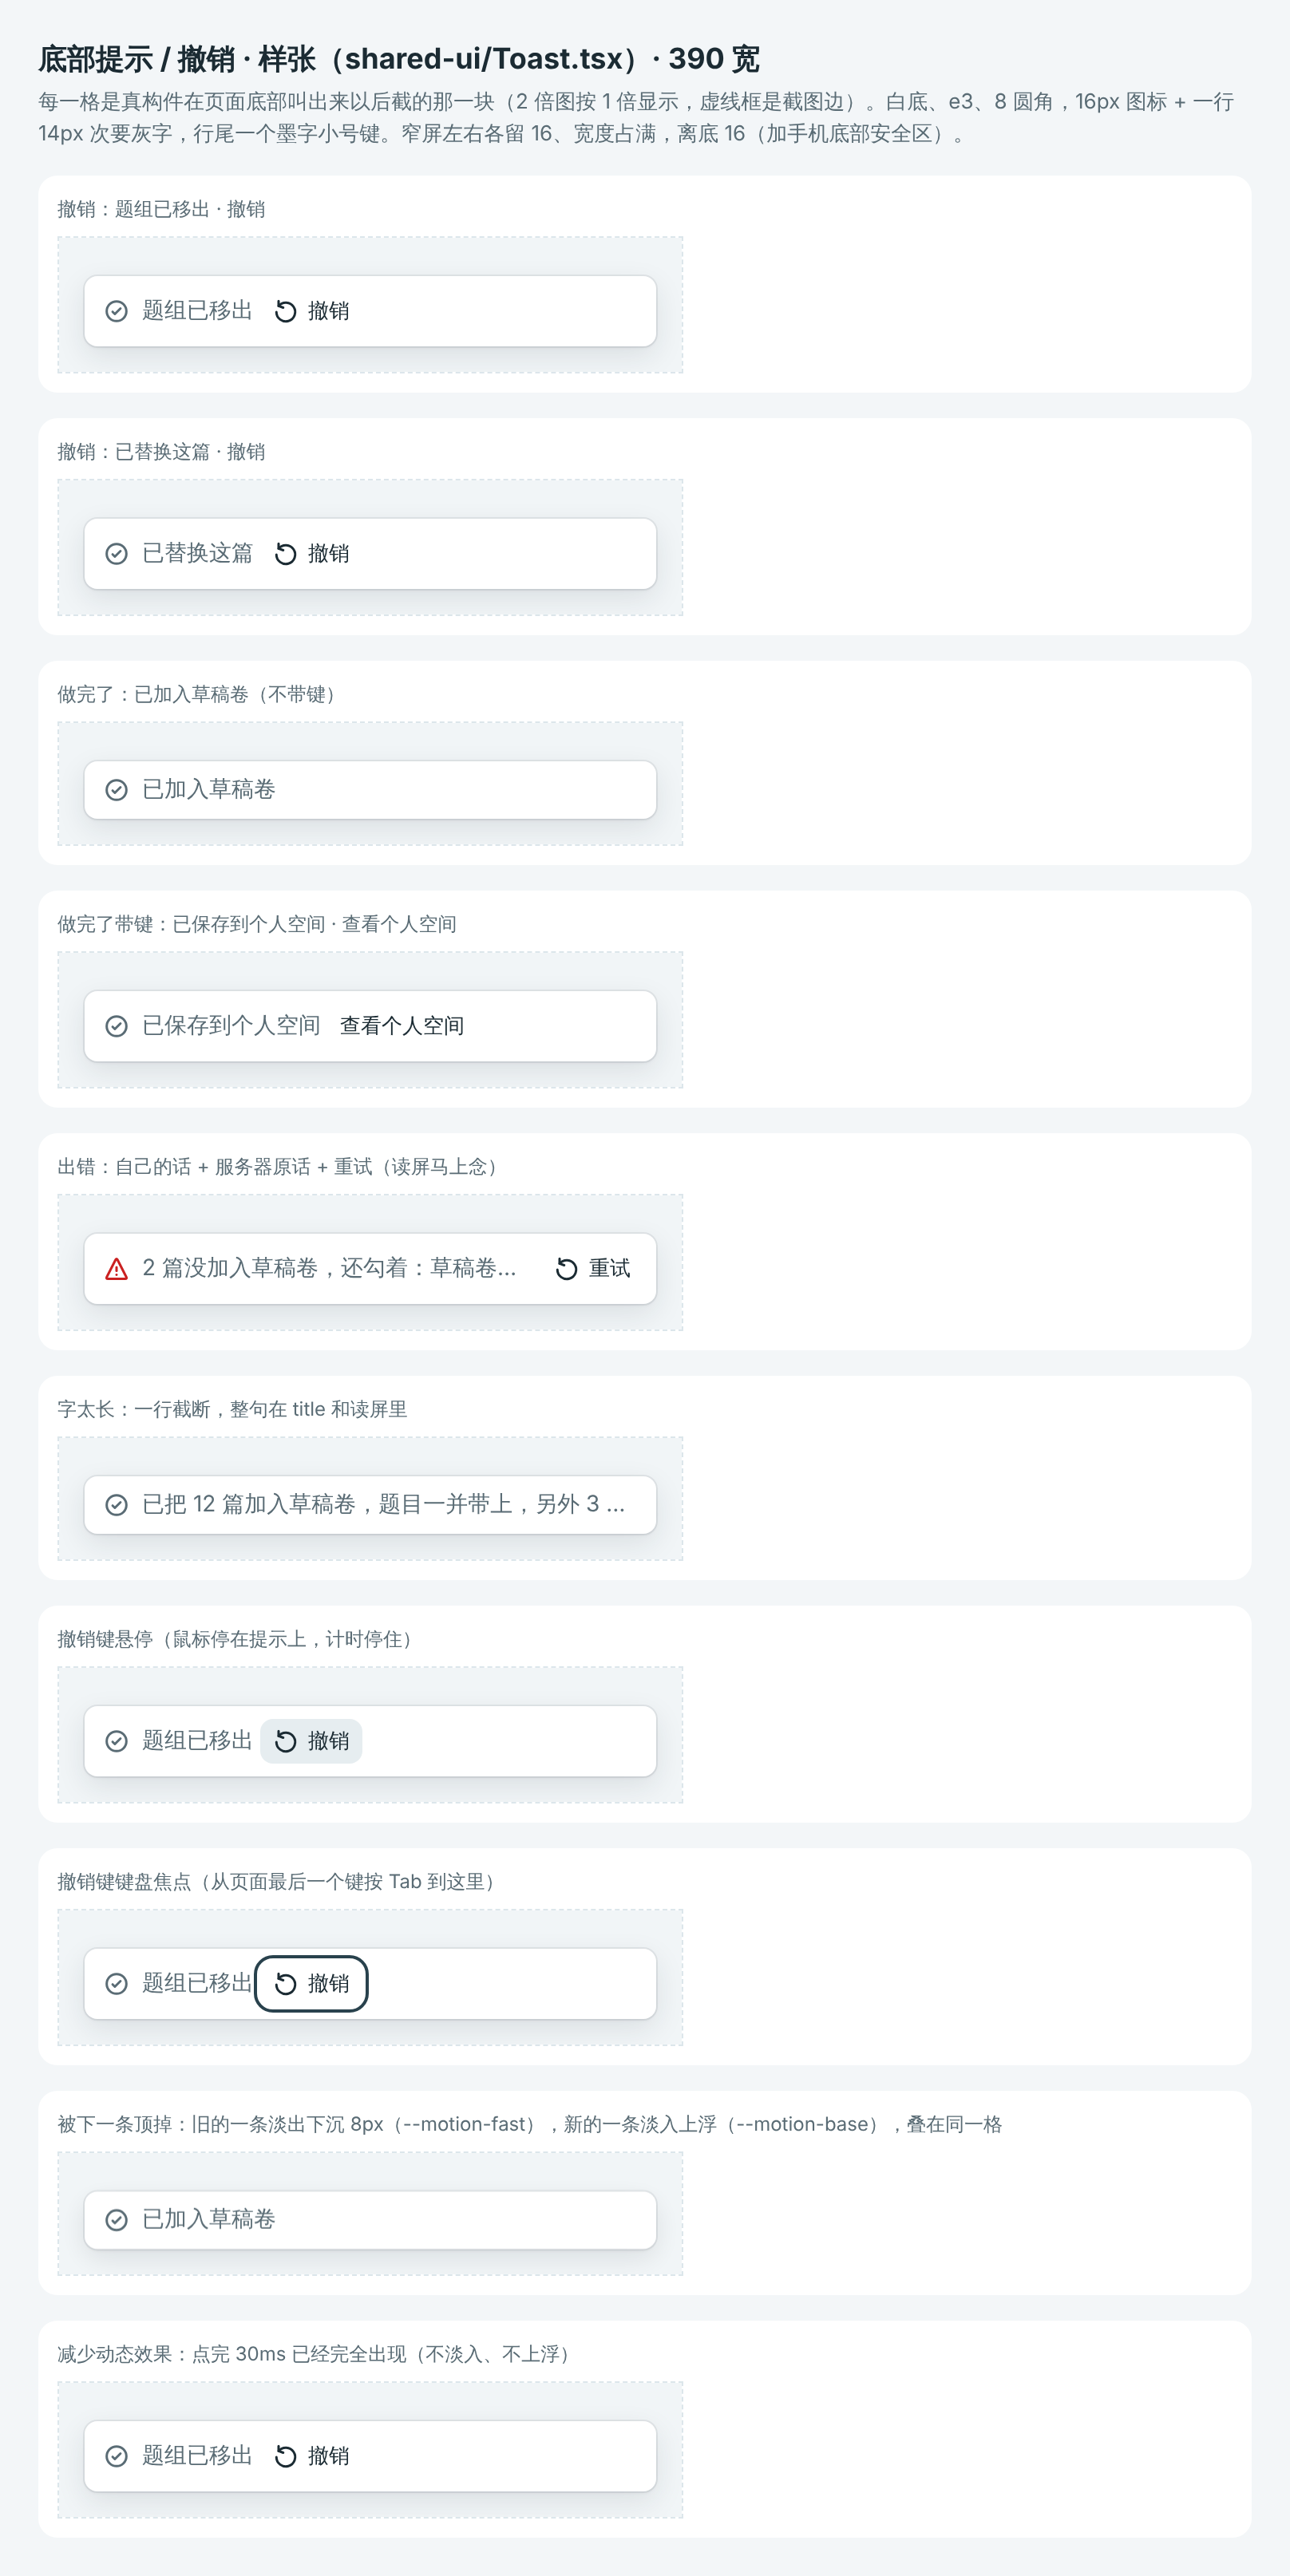 底部提示 / 撤销 · 样张（shared-ui/Toast.tsx）· 390 宽
每一格是真构件在页面底部叫出来以后截的那一块（2 倍图按 1 倍显示，虚线框是截图边）。白底、e3、8 圆角，16px 图标 + 一行
14px 次要灰字，行尾一个墨字小号键。窄屏左右各留 16、宽度占满，离底 16（加手机底部安全区）。
撤销：题组已移出 · 撤销
题组已移出 撤销
撤销：已替换这篇 · 撤销
已替换这篇 撤销
做完了：已加入草稿卷（不带键）
已加入草稿卷
做完了带键：已保存到个人空间 · 查看个人空间
已保存到个人空间 查看个人空间
出错：自己的话 + 服务器原话 + 重试（读屏马上念）
2 篇没加入草稿卷，还勾着：草稿卷... 重试
字太长：一行截断，整句在 title 和读屏里
已把 12 篇加入草稿卷，题目一并带上，另外 3 ...
撤销键悬停（鼠标停在提示上，计时停住）
题组已移出 撤销
撤销键键盘焦点（从页面最后一个键按 Tab 到这里）
题组已移出 撤销
被下一条顶掉：旧的一条淡出下沉 8px（--motion-fast），新的一条淡入上浮（--motion-base），叠在同一格
已加入草稿卷
减少动态效果：点完 30ms 已经完全出现（不淡入、不上浮）
题组已移出 撤销